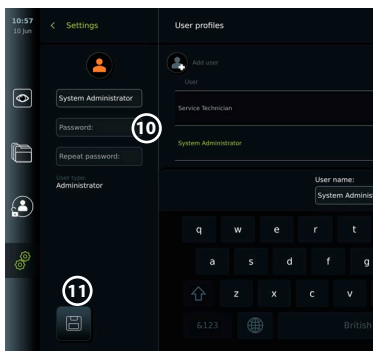 10:57
10 Jun
Settings
User profiles
Add user
User
System Administrator
Service Technician
Password:
10
System Administrator
Repeat password:
User type:
Administrator
User name:
System Adminis
q w e r t
a s d f g
11
z x c v
&123
British